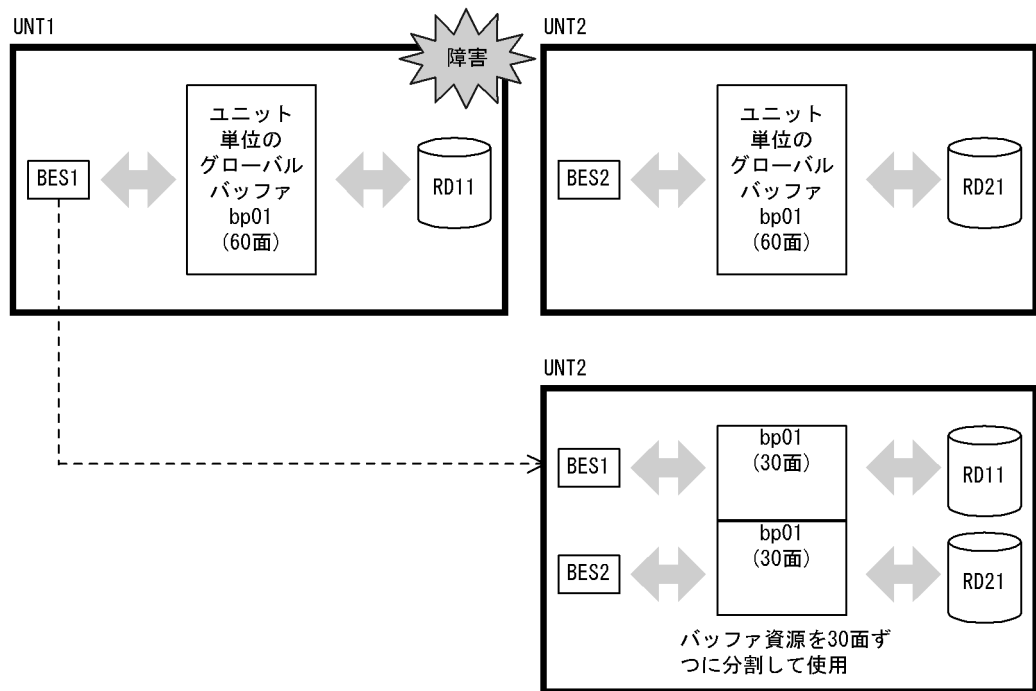 UNT1
障害
BES1
ユニット
単位の
グローバル
バッファ
bp01
(60面)
RD11
UNT2
BES2
ユニット
単位の
グローバル
バッファ
bp01
(60面)
RD21
UNT2
BES1
bp01
(30面)
RD11
BES2
bp01
(30面)
RD21
バッファ資源を30面ず
つに分割して使用